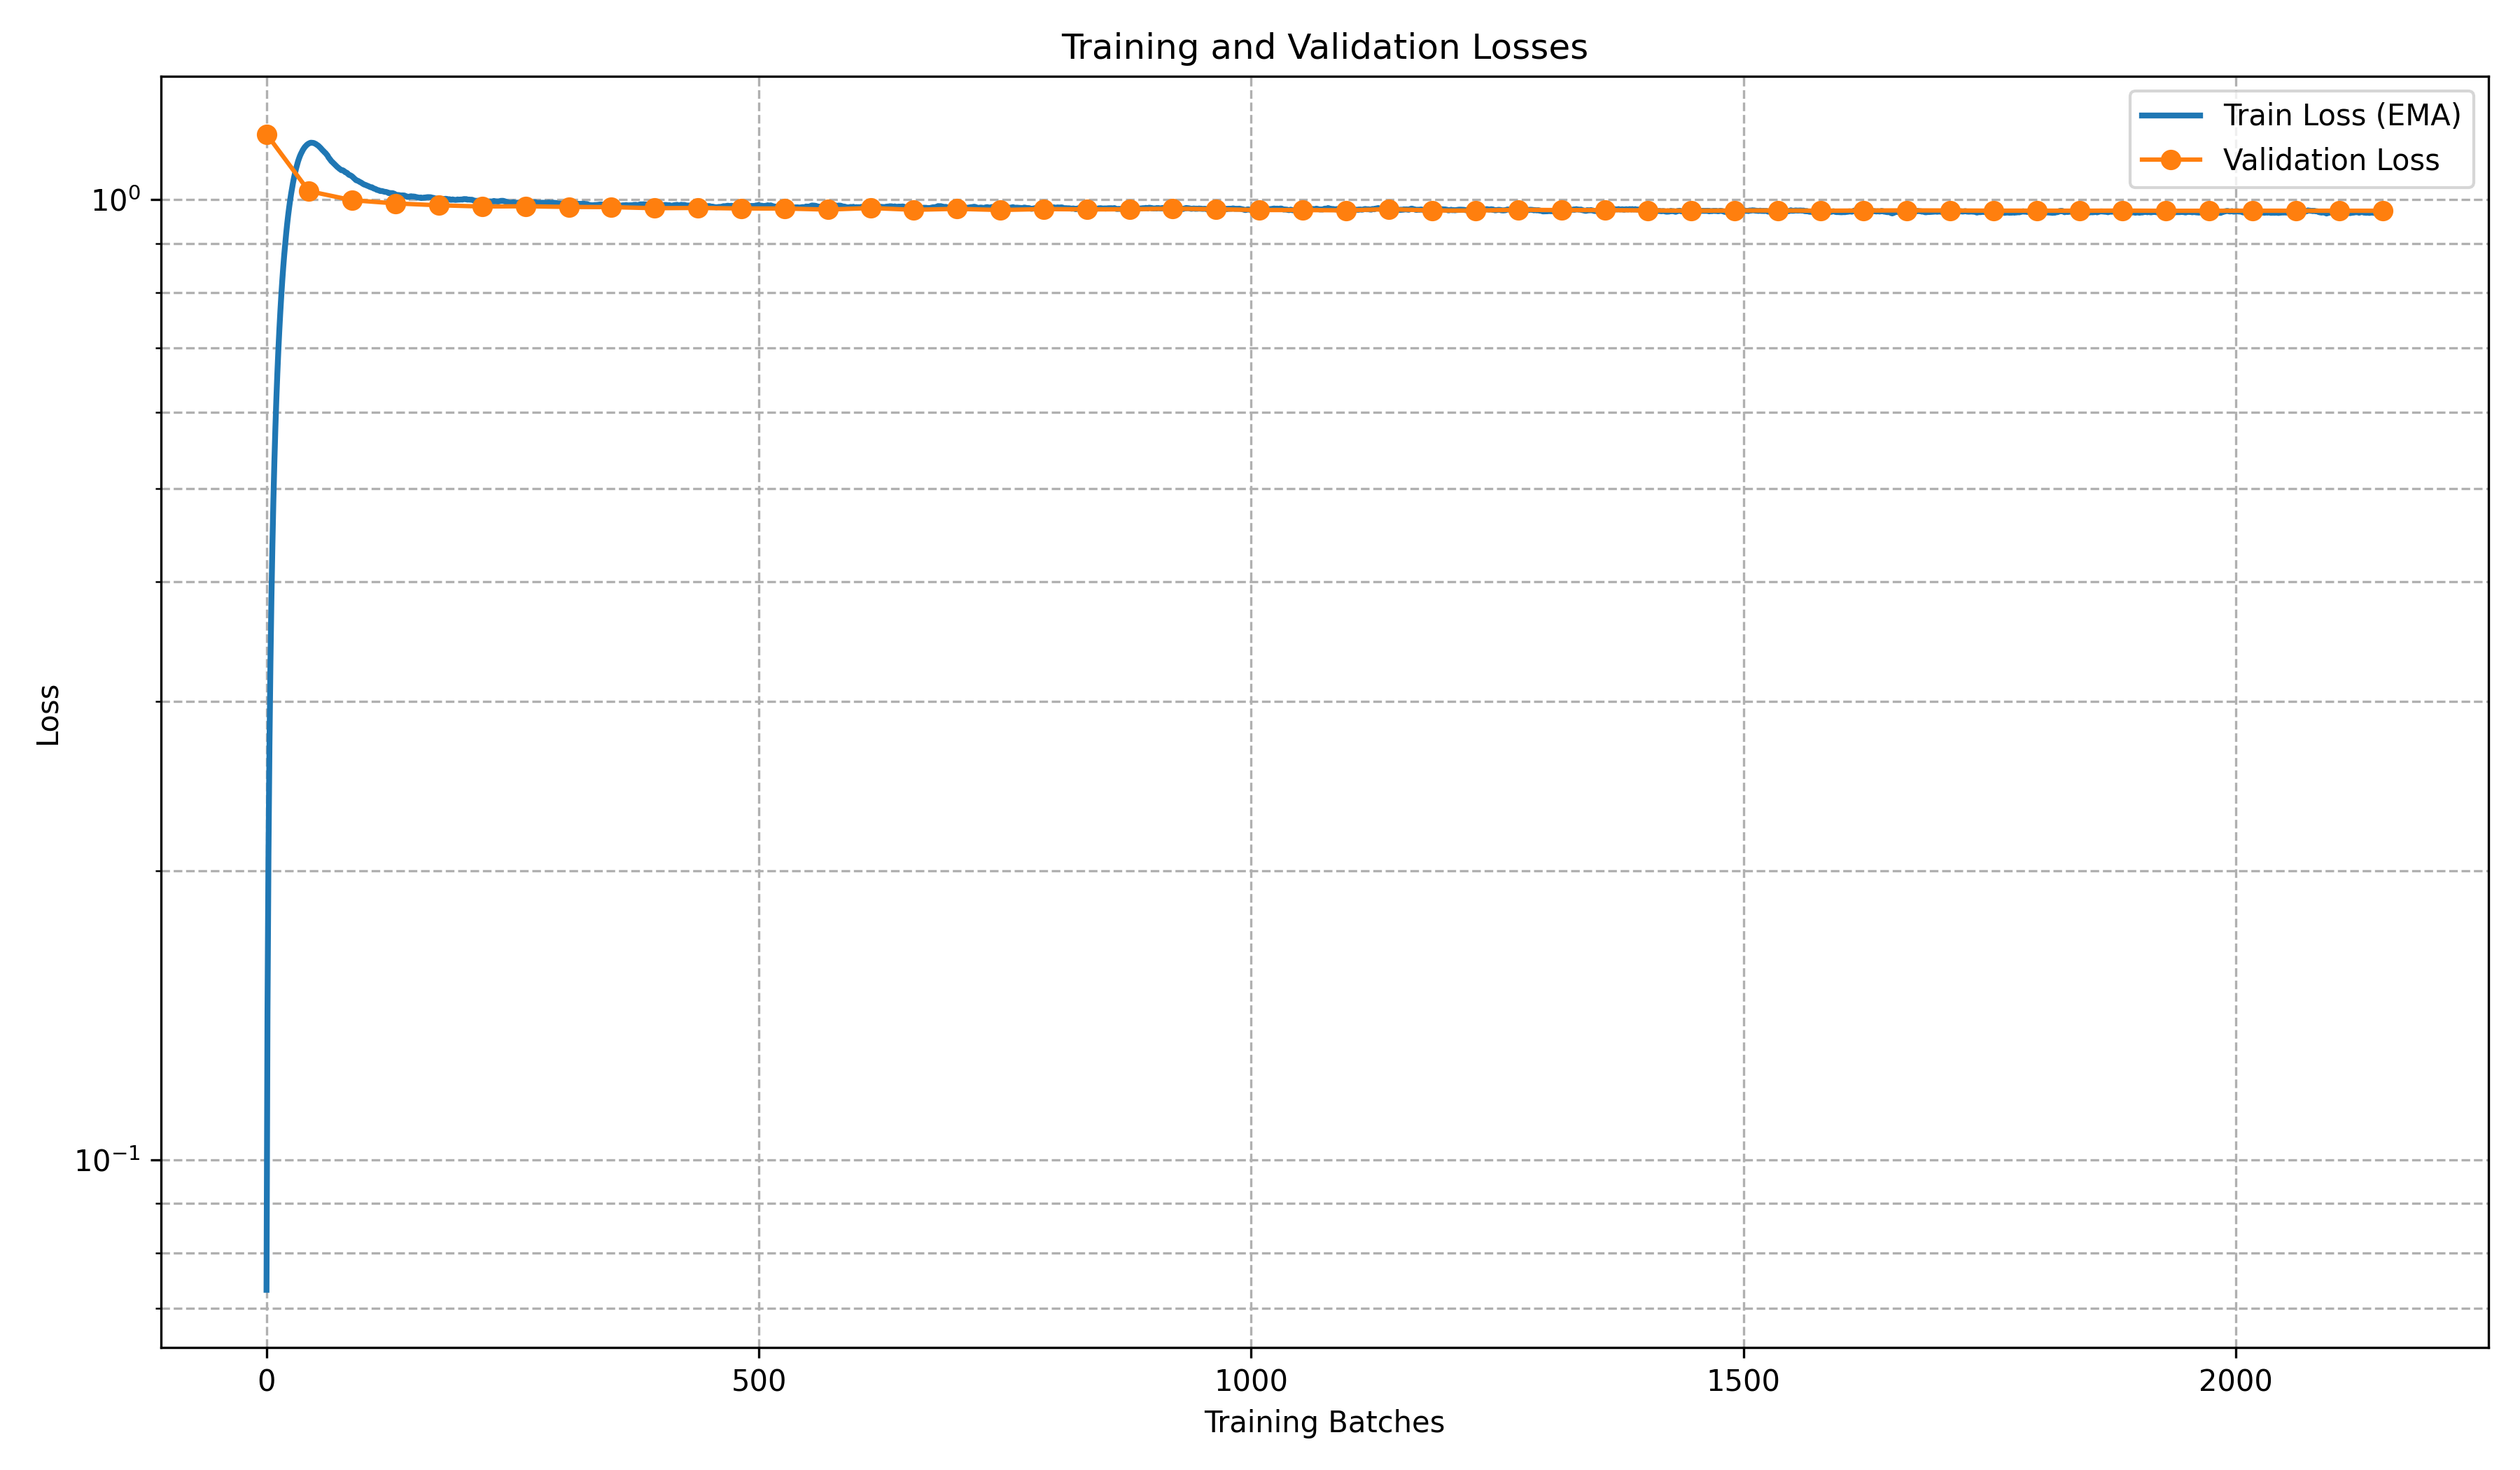 Training and Validation Losses
Train Loss (EMA)
Validation Loss
10⁰
10⁻¹
Loss
0 500 1000 1500 2000
Training Batches